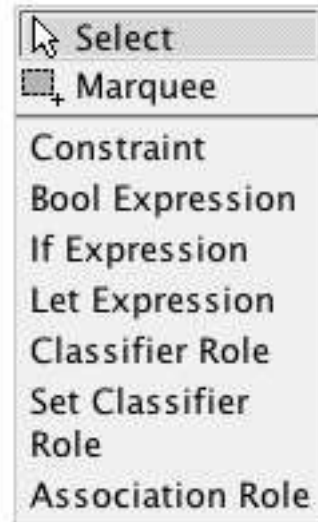 Select
Marquee
Constraint
Bool Expression
If Expression
Let Expression
Classifier Role
Set Classifier
Role
Association Role